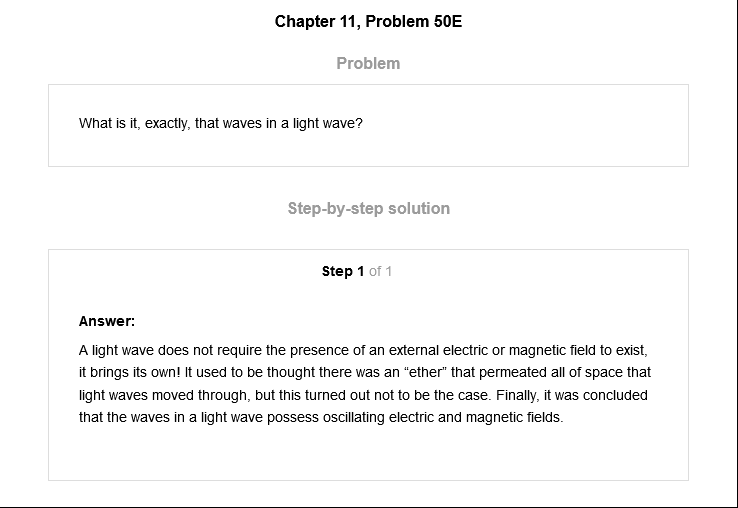 Chapter 11, Problem 50E
Problem
What is it, exactly, that waves in a light wave?
Step-by-step solution
Step 1 of 1
Answer:
A light wave does not require the presence of an external electric or magnetic field to exist,
it brings its own! It used to be thought there was an “ether” that permeated all of space that
light waves moved through, but this turned out not to be the case. Finally, it was concluded
that the waves in a light wave possess oscillating electric and magnetic fields.